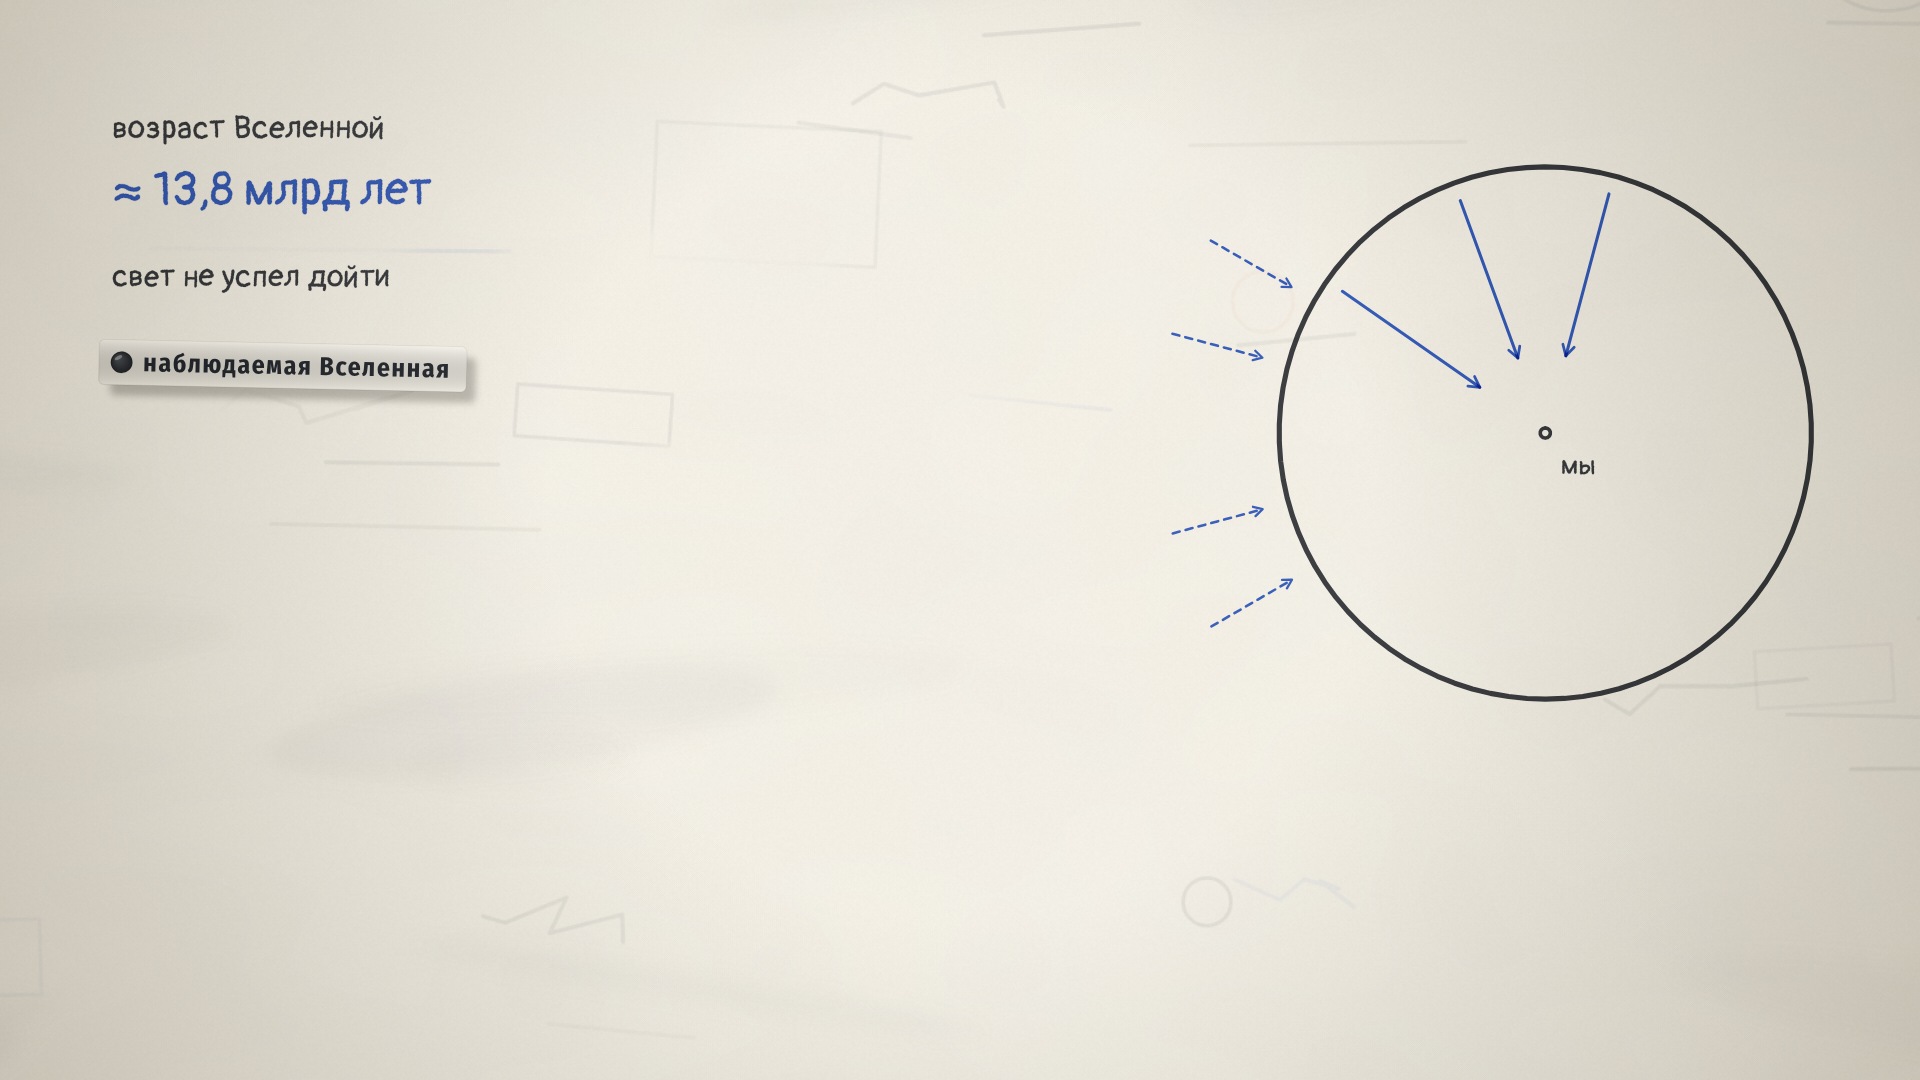 возраст Вселенной
≈ 13,8 млрд лет
свет не успел дойти
наблюдаемая Вселенная
мы